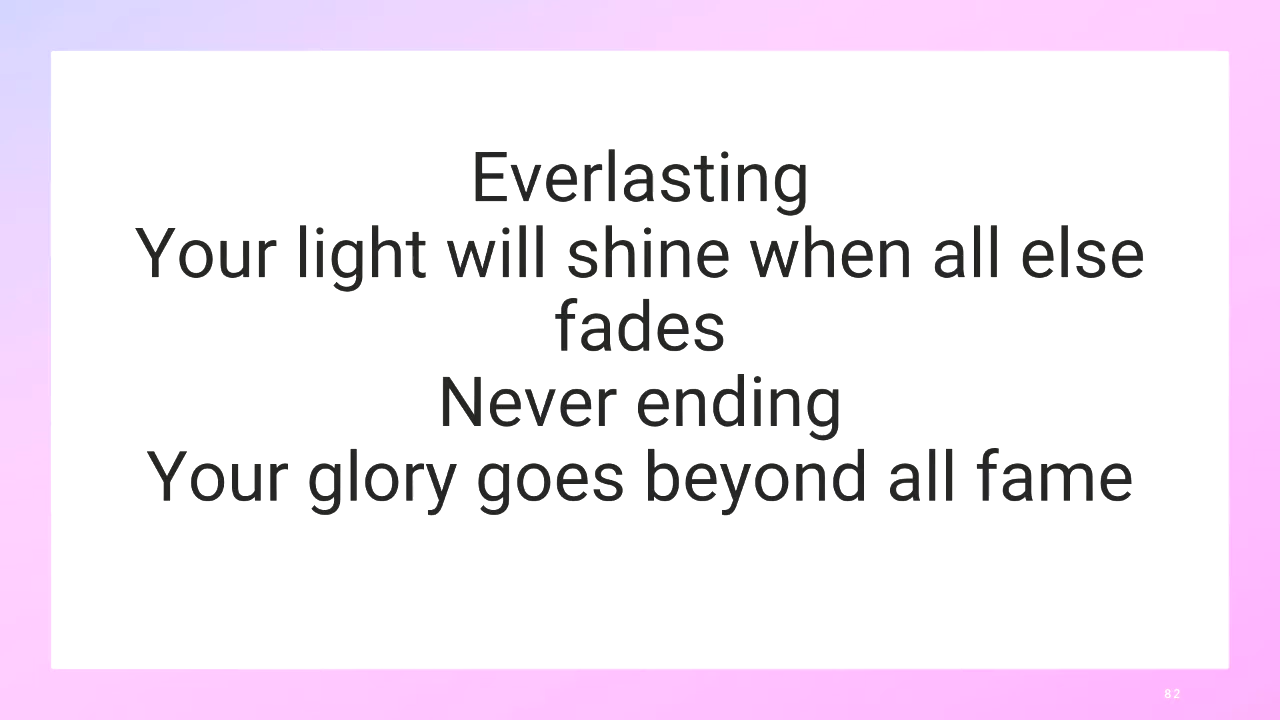 Everlasting
Your light will shine when all else
fades
Never ending
Your glory goes beyond all fame
82